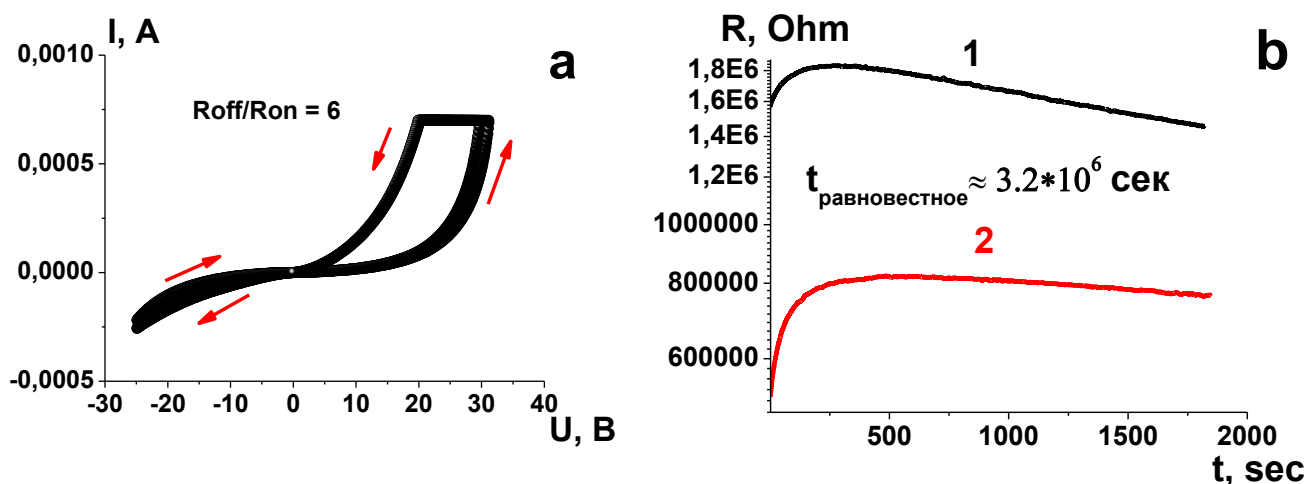 I, A
a
0,0010
Roff/Ron = 6
0,0005
0,0000
-0,0005
-30 -20 -10 0 10 20 30 40
U, B
R, Ohm
b
1
1,8E6
1,6E6
1,4E6
1,2E6
tравновестное ≈ 3.2*10⁶ сек
1000000
2
800000
600000
500 1000 1500 2000
t, sec